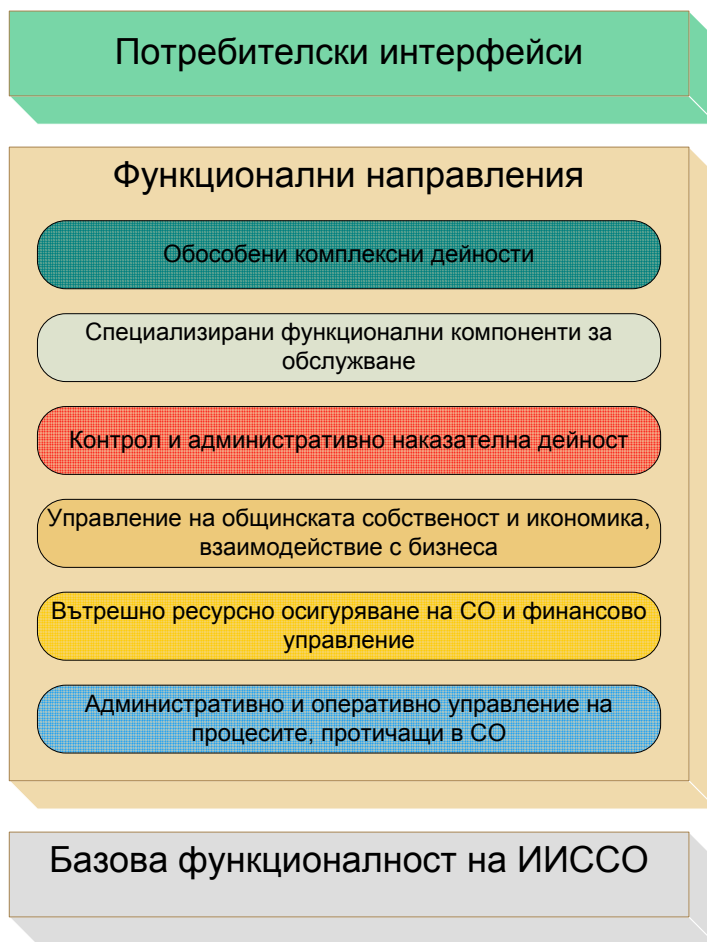 Потребителски интерфейси
Функционални направления
Обособени комплексни дейности
Специализирани функционални компоненти за
обслужване
Контрол и административно наказателна дейност
Управление на общинската собственост и икономика,
взаимодействие с бизнеса
Вътрешно ресурсно осигуряване на СО и финансово
управление
Административно и оперативно управление на
процесите, протичащи в СО
Базова функционалност на ИИССО